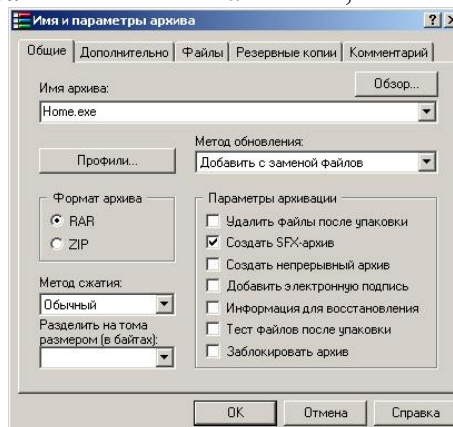 Имя и параметры архива
Общие Дополнительно Файлы Резервные копии Комментарий
Имя архива:
Обзор...
Home.exe
Профили...
Метод обновления:
Добавить с заменой файлов
Формат архива
RAR
ZIP
Метод сжатия:
Обычный
Разделить на тома
размером (в байтах):
Параметры архивации
Удалить файлы после упаковки
Создать SFX-архив
Создать непрерывный архив
Добавить электронную подпись
Информация для восстановления
Тест файлов после упаковки
Заблокировать архив
OK Отмена Справка